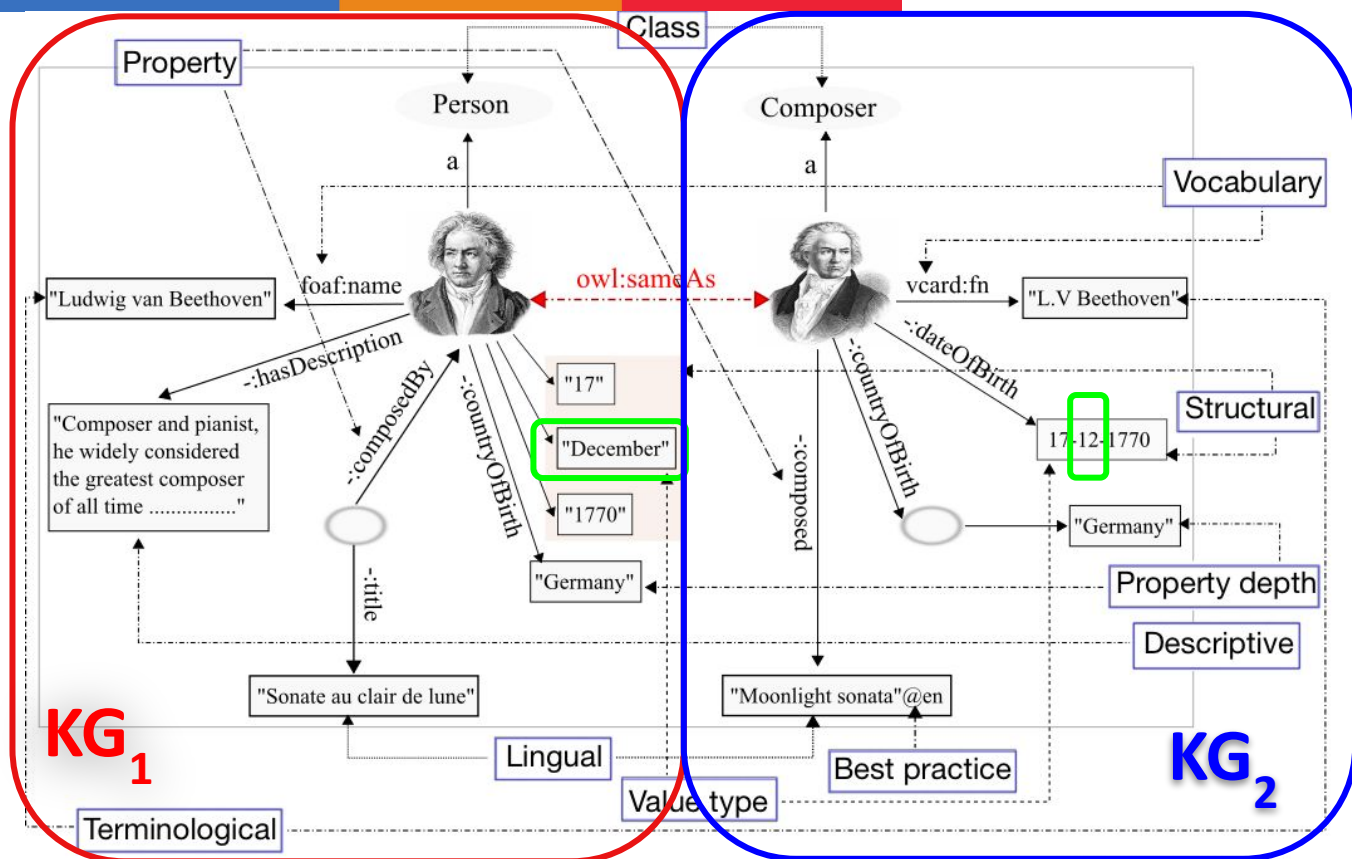 Class
Property
Person
Composer
a
a
Vocabulary
owl:sameAs
foaf:name
vcard:fn
"Ludwig van Beethoven"
"L.V Beethoven"
-:hasDescription
-:composedBy
-:countryOfBirth
-:dateOfBirth
-:countryOfBirth
-:composed
"17"
"December"
"1770"
Structural
17-12-1770
"Composer and pianist,
he widely considered
the greatest composer
of all time ................"
"Germany"
"Germany"
Property depth
-:title
Descriptive
"Sonate au clair de lune"
"Moonlight sonata"@en
KG1
KG2
Lingual
Best practice
Value type
Terminological